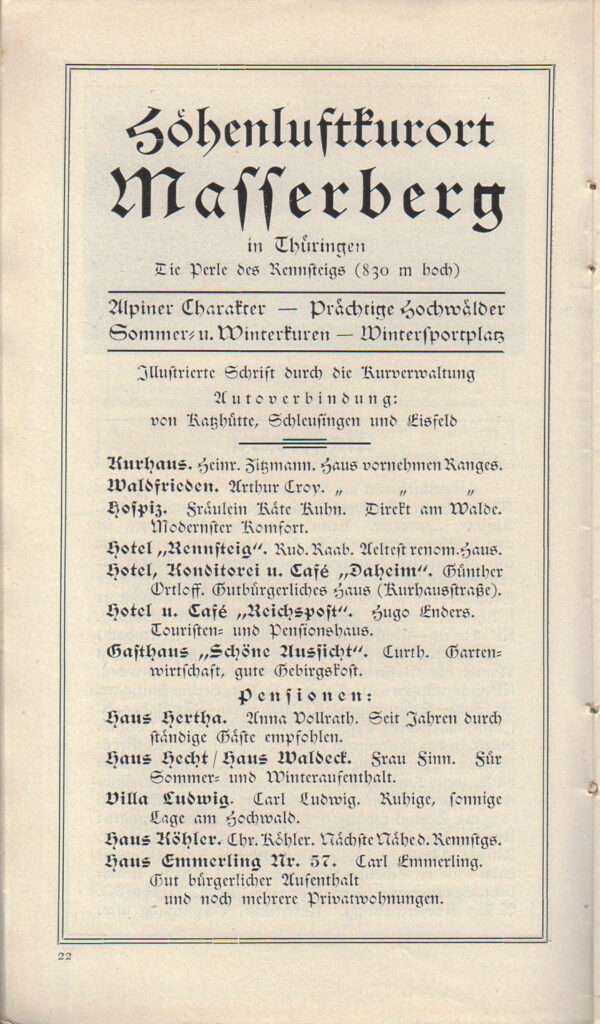 Höhenluftkurort
Masserberg
in Thüringen
Die Perle des Rennsteigs (830 m hoch)
Alpiner Charakter — Prächtige Hochwälder
Sommer- u. Winterkuren — Wintersportplatz
Illustrierte Schrift durch die Kurverwaltung
Autoverbindung:
von Katzhütte, Schleusingen und Eisfeld
Kurhaus. Heinr. Zitzmann. Haus vornehmen Ranges.
Waldfrieden. Arthur Croy. „ „ „
Hospiz. Fräulein Käte Kuhn. Direkt am Walde.
Modernster Komfort.
Hotel „Rennsteig“. Rud. Raab. Aeltest renom. Haus.
Hotel, Konditorei u. Café „Daheim“. Günther
Ortloff. Gutbürgerliches Haus (Kurhausstraße).
Hotel u. Café „Reichspost“. Hugo Enders.
Touristen- und Pensionshaus.
Gasthaus „Schöne Aussicht“. Curth. Garten-
wirtschaft, gute Gebirgskost.
Pensionen:
Haus Hertha. Anna Vollrath. Seit Jahren durch
ständige Gäste empfohlen.
Haus Hecht / Haus Waldeck. Frau Finn. Für
Sommer- und Winteraufenthalt.
Villa Ludwig. Carl Ludwig. Ruhige, sonnige
Lage am Hochwald.
Haus Köhler. Chr. Köhler. Nächste Nähe d. Rennstgs.
Haus Emmerling Nr. 57. Carl Emmerling.
Gut bürgerlicher Aufenthalt
und noch mehrere Privatwohnungen.
22